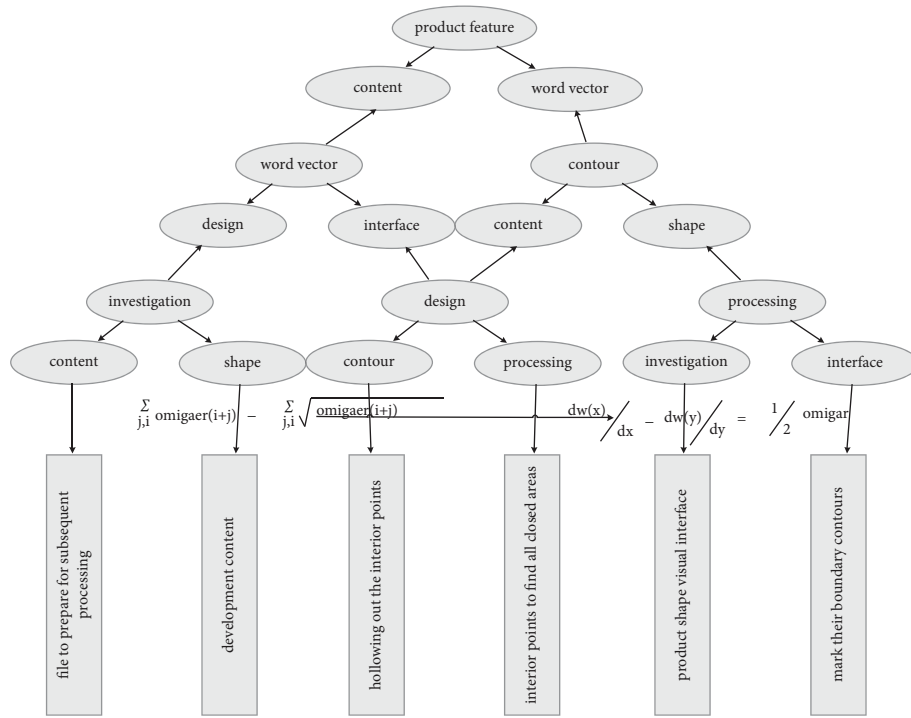 product feature
content
word vector
word vector
contour
design
interface
content
shape
investigation
design
processing
content
shape
contour
processing
investigation
interface
Σ j,i omigaer(i+j) − Σ j,i √omigaer(i+j) dw(x)/dx − dw(y)/dy = 1/2 omigar
file to prepare for subsequent
processing
development content
hollowing out the interior points
interior points to find all closed areas
product shape visual interface
mark their boundary contours